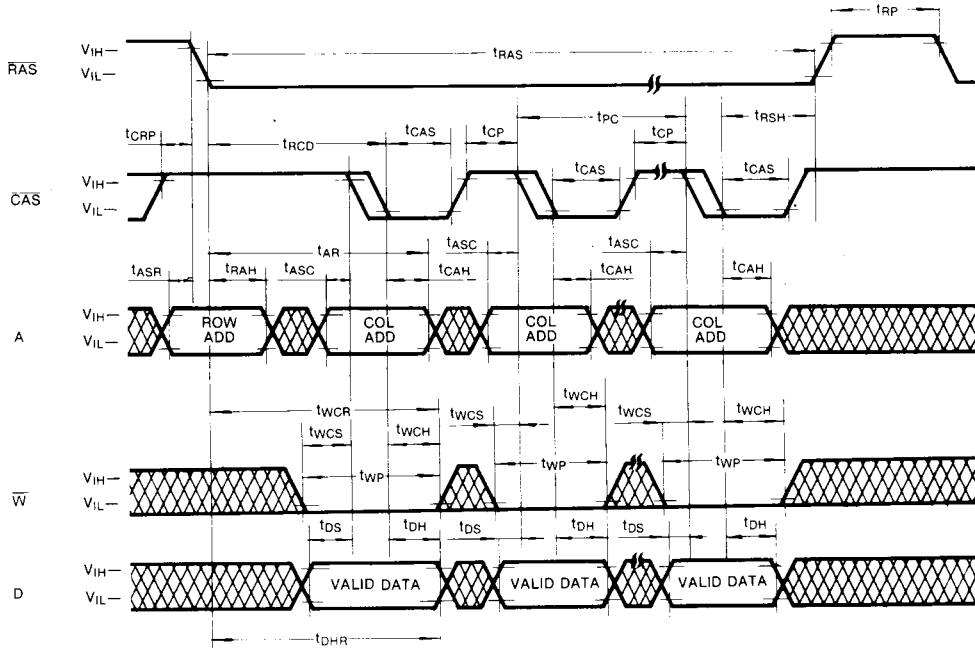 tRP
VIH
tRAS
RAS
VIL
tCRP tRCD tCAS tCP tPC tCP tRSH
VIH tCAS tCAS
CAS
VIL
tAR tASC tASC
tASR tRAH tASC tCAH tCAH tCAH
VIH
A ROW ADD COL ADD COL ADD COL ADD
VIL
tWCR tWCS tWCH tWCS tWCH
tWCS tWCH
tWP tWP tWP
VIH
W
VIL
tDS tDH tDS tDH tDS tDH
VIH
D VALID DATA VALID DATA VALID DATA
VIL
tDHR